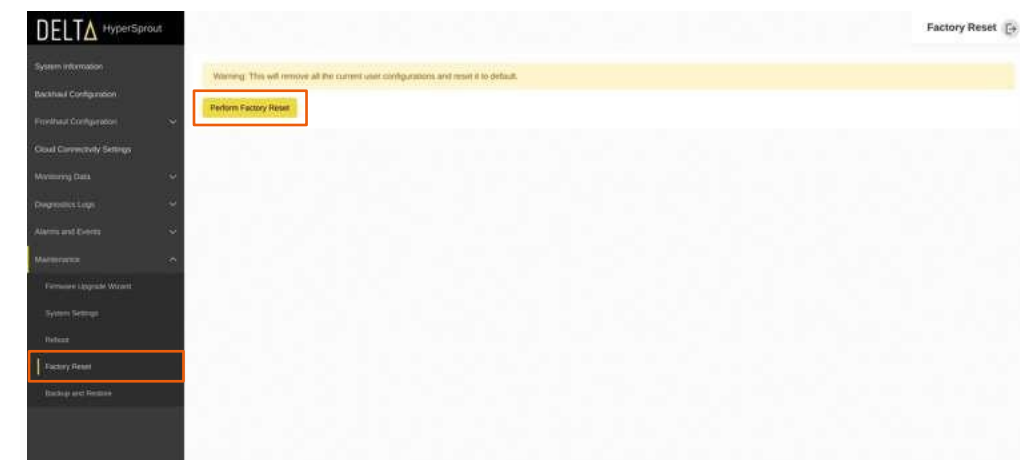 DELTA HyperSprout
Factory Reset
System Information
Warning: This will remove all the current user configurations and reset it to default.
Backhaul Configuration
Perform Factory Reset
Fronthaul Configuration
Cloud Connectivity Settings
Monitoring Data
Diagnostics Logs
Alarms and Events
Maintenance
Firmware Upgrade Wizard
System Settings
Reboot
Factory Reset
Backup and Restore